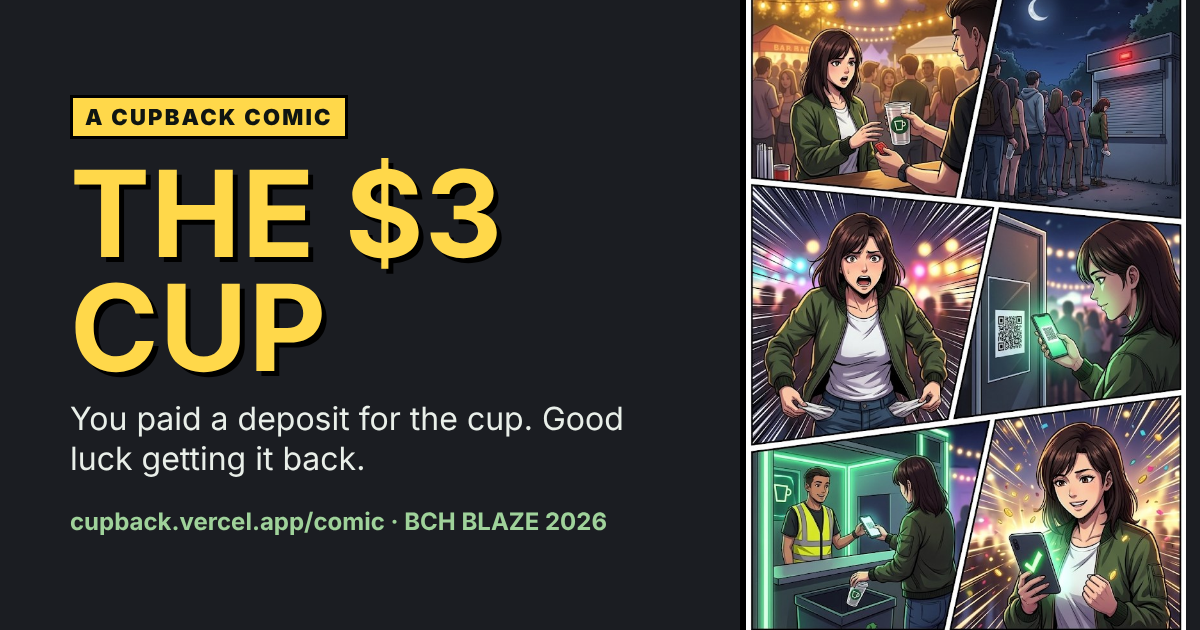 A CUPBACK COMIC
THE $3
CUP
You paid a deposit for the cup. Good
luck getting it back.
cupback.vercel.app/comic · BCH BLAZE 2026